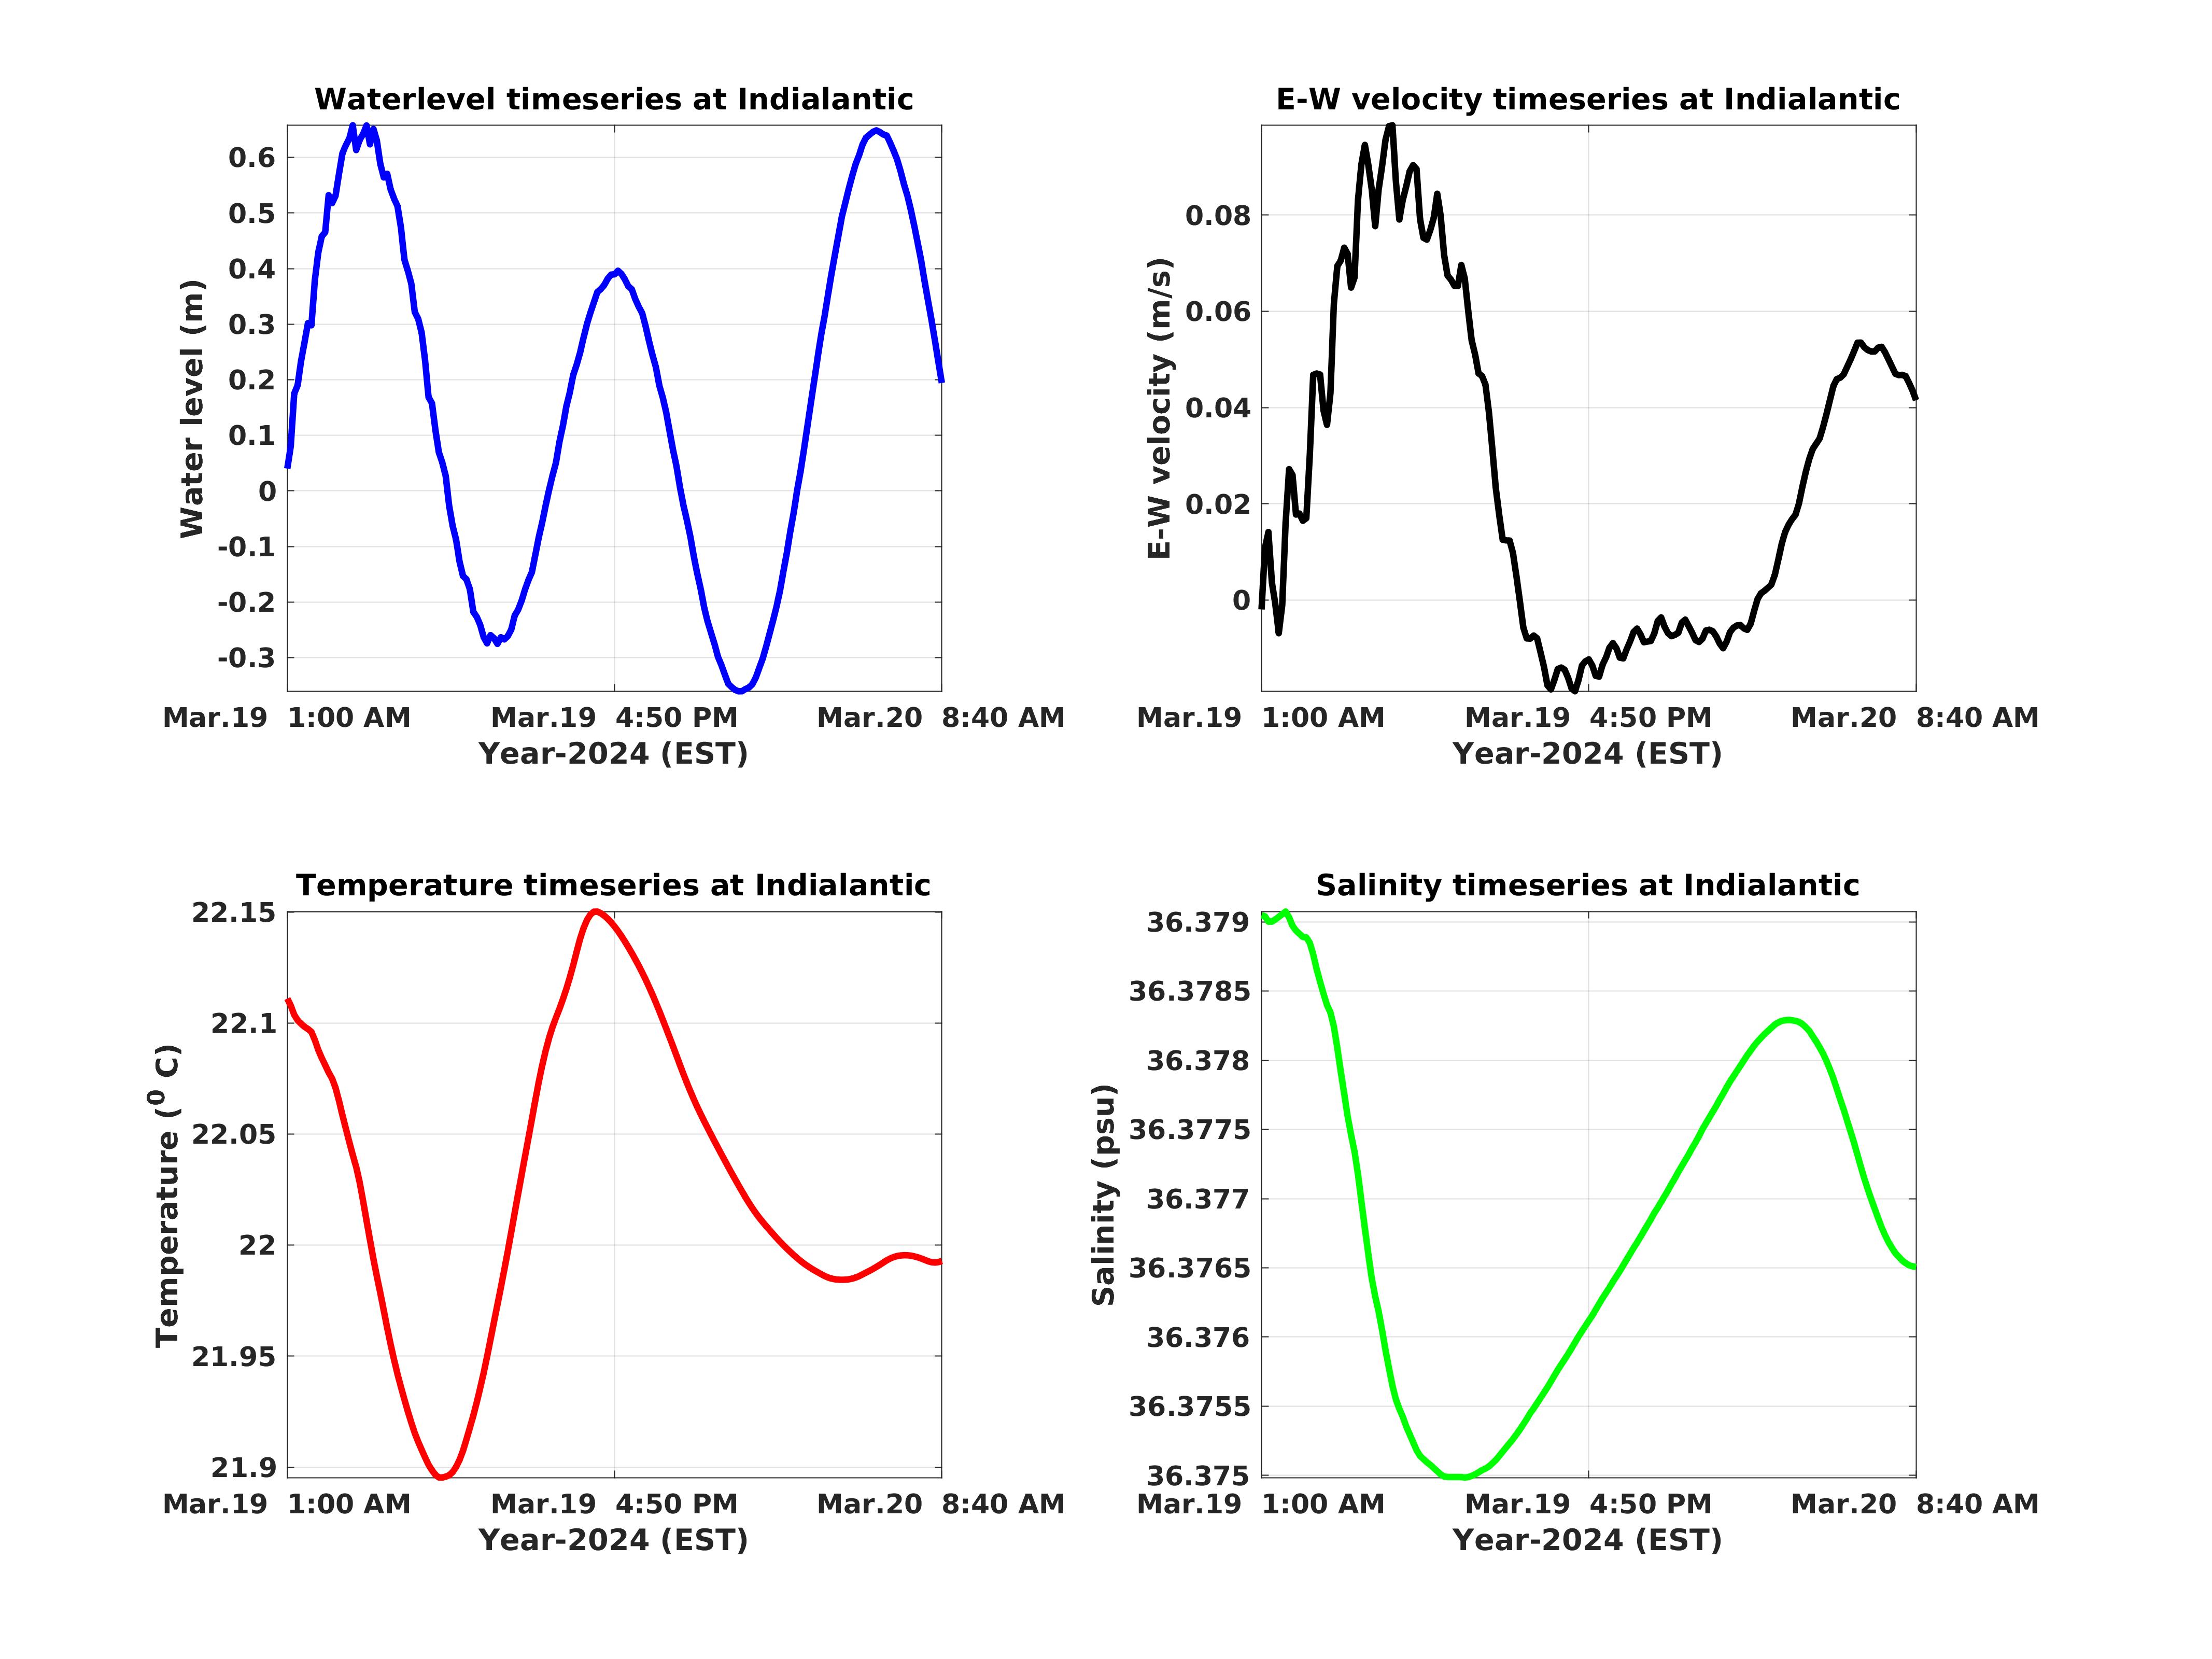 Waterlevel timeseries at Indialantic
Water level (m)
0.6
0.5
0.4
0.3
0.2
0.1
0
-0.1
-0.2
-0.3
Mar.19 1:00 AM Mar.19 4:50 PM Mar.20 8:40 AM
Year-2024 (EST)
E-W velocity timeseries at Indialantic
E-W velocity (m/s)
0.08
0.06
0.04
0.02
0
Mar.19 1:00 AM Mar.19 4:50 PM Mar.20 8:40 AM
Year-2024 (EST)
Temperature timeseries at Indialantic
Temperature (⁰ C)
22.15
22.1
22.05
22
21.95
21.9
Mar.19 1:00 AM Mar.19 4:50 PM Mar.20 8:40 AM
Year-2024 (EST)
Salinity timeseries at Indialantic
Salinity (psu)
36.379
36.3785
36.378
36.3775
36.377
36.3765
36.376
36.3755
36.375
Mar.19 1:00 AM Mar.19 4:50 PM Mar.20 8:40 AM
Year-2024 (EST)